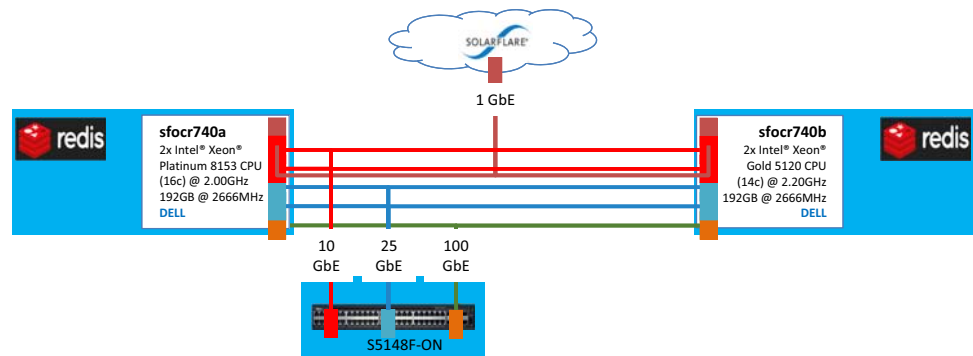 SOLARFLARE®
1 GbE
redis
sfocr740a
2x Intel® Xeon®
Platinum 8153 CPU
(16c) @ 2.00GHz
192GB @ 2666MHz
DELL
sfocr740b
2x Intel® Xeon®
Gold 5120 CPU
(14c) @ 2.20GHz
192GB @ 2666MHz
DELL
redis
10
GbE
25
GbE
100
GbE
S5148F-ON